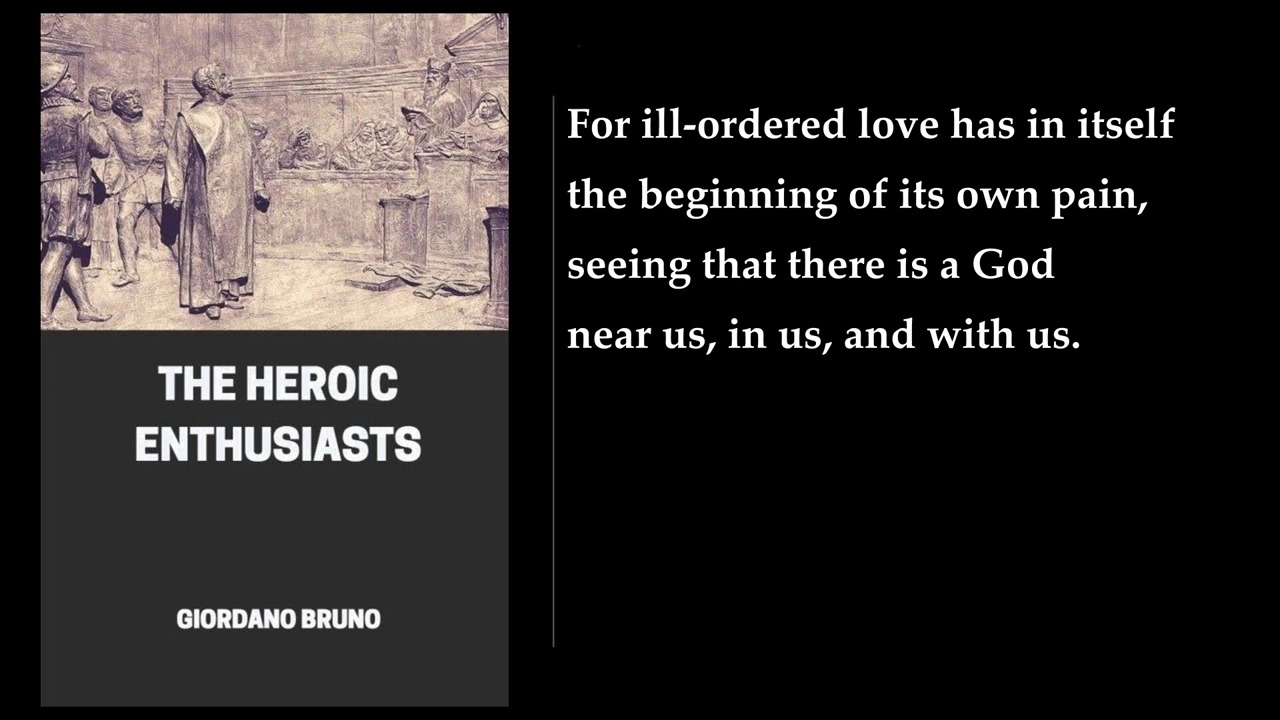 THE HEROIC
ENTHUSIASTS
GIORDANO BRUNO
For ill-ordered love has in itself
the beginning of its own pain,
seeing that there is a God
near us, in us, and with us.